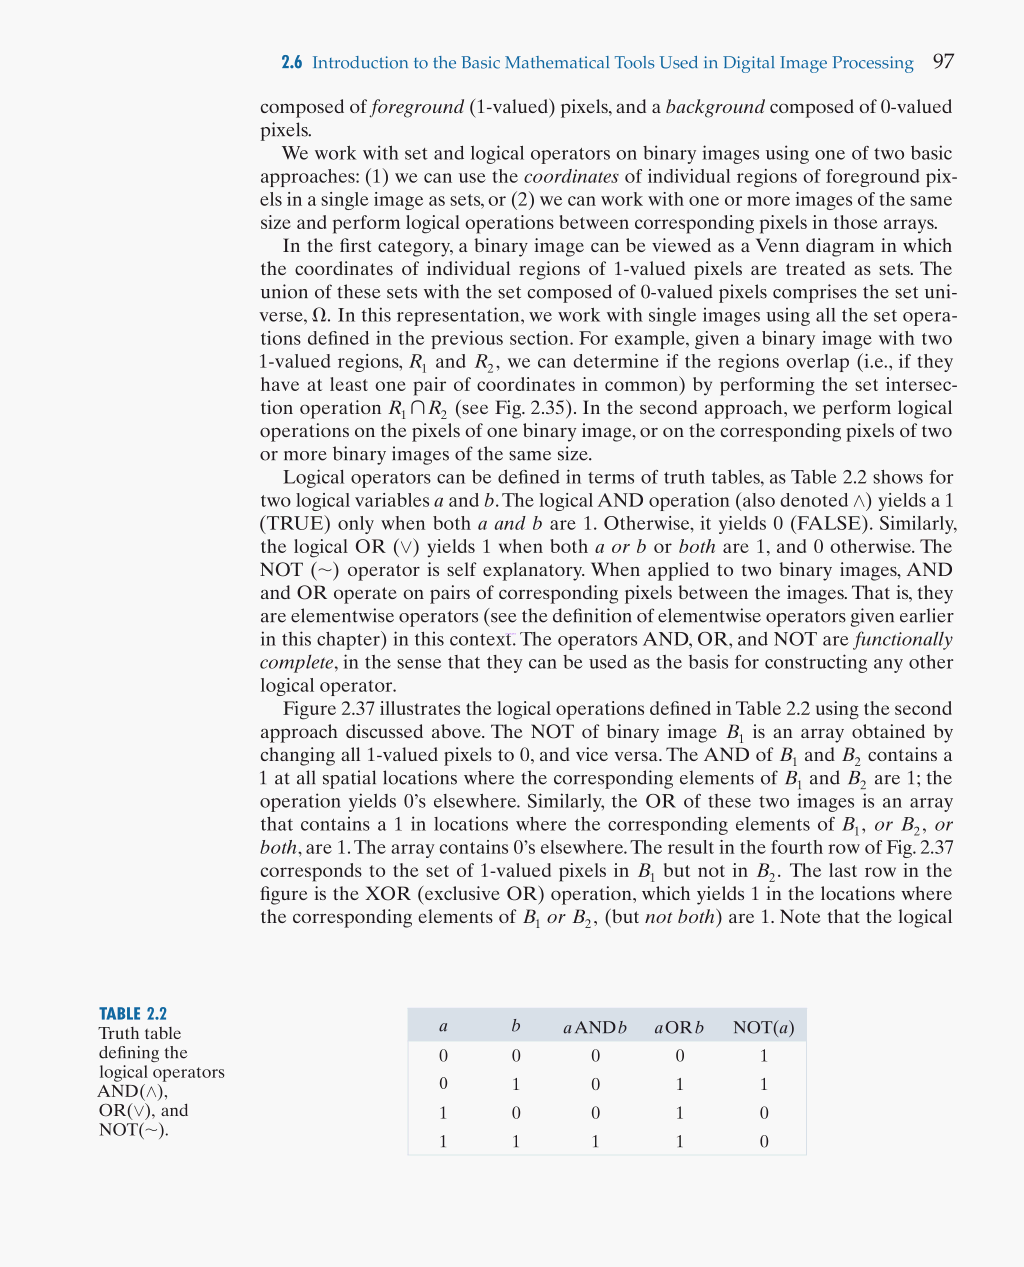 2.6 Introduction to the Basic Mathematical Tools Used in Digital Image Processing 97
composed of foreground (1-valued) pixels, and a background composed of 0-valued
pixels.
We work with set and logical operators on binary images using one of two basic
approaches: (1) we can use the coordinates of individual regions of foreground pix-
els in a single image as sets, or (2) we can work with one or more images of the same
size and perform logical operations between corresponding pixels in those arrays.
In the first category, a binary image can be viewed as a Venn diagram in which
the coordinates of individual regions of 1-valued pixels are treated as sets. The
union of these sets with the set composed of 0-valued pixels comprises the set uni-
verse, Ω. In this representation, we work with single images using all the set opera-
tions defined in the previous section. For example, given a binary image with two
1-valued regions, R₁ and R₂, we can determine if the regions overlap (i.e., if they
have at least one pair of coordinates in common) by performing the set intersec-
tion operation R₁ ∩ R₂ (see Fig. 2.35). In the second approach, we perform logical
operations on the pixels of one binary image, or on the corresponding pixels of two
or more binary images of the same size.
Logical operators can be defined in terms of truth tables, as Table 2.2 shows for
two logical variables a and b. The logical AND operation (also denoted ∧) yields a 1
(TRUE) only when both a and b are 1. Otherwise, it yields 0 (FALSE). Similarly,
the logical OR (∨) yields 1 when both a or b or both are 1, and 0 otherwise. The
NOT (∼) operator is self explanatory. When applied to two binary images, AND
and OR operate on pairs of corresponding pixels between the images. That is, they
are elementwise operators (see the definition of elementwise operators given earlier
in this chapter) in this context. The operators AND, OR, and NOT are functionally
complete, in the sense that they can be used as the basis for constructing any other
logical operator.
Figure 2.37 illustrates the logical operations defined in Table 2.2 using the second
approach discussed above. The NOT of binary image B₁ is an array obtained by
changing all 1-valued pixels to 0, and vice versa. The AND of B₁ and B₂ contains a
1 at all spatial locations where the corresponding elements of B₁ and B₂ are 1; the
operation yields 0’s elsewhere. Similarly, the OR of these two images is an array
that contains a 1 in locations where the corresponding elements of B₁, or B₂, or
both, are 1. The array contains 0’s elsewhere. The result in the fourth row of Fig. 2.37
corresponds to the set of 1-valued pixels in B₁ but not in B₂. The last row in the
figure is the XOR (exclusive OR) operation, which yields 1 in the locations where
the corresponding elements of B₁ or B₂, (but not both) are 1. Note that the logical
TABLE 2.2
Truth table
defining the
logical operators
AND(∧),
OR(∨), and
NOT(∼).
a b a AND b a OR b NOT(a)
0 0 0 0 1
0 1 0 1 1
1 0 0 1 0
1 1 1 1 0